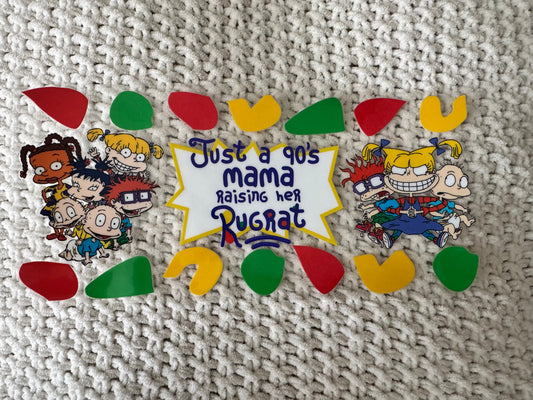 Just a 90's
mama
Raising her
Rugrat